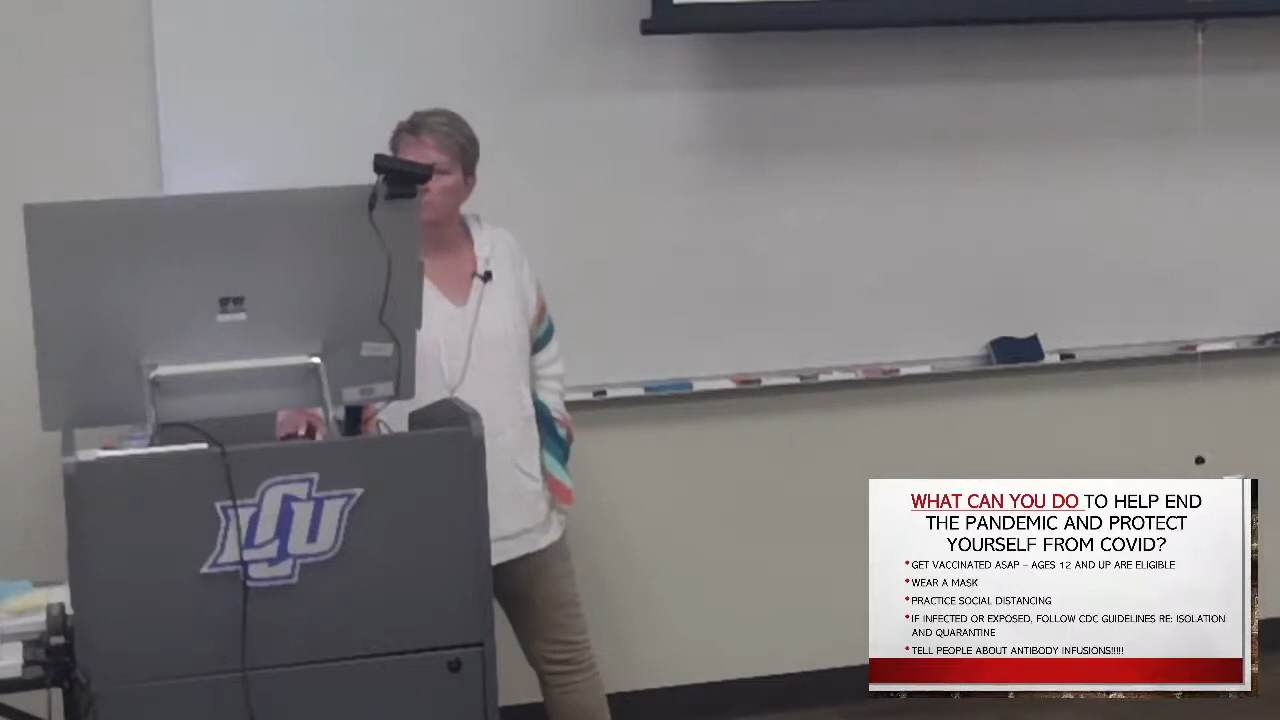 LCU
WHAT CAN YOU DO TO HELP END
THE PANDEMIC AND PROTECT
YOURSELF FROM COVID?
•GET VACCINATED ASAP – AGES 12 AND UP ARE ELIGIBLE
•WEAR A MASK
•PRACTICE SOCIAL DISTANCING
•IF INFECTED OR EXPOSED, FOLLOW CDC GUIDELINES RE: ISOLATION
AND QUARANTINE
•TELL PEOPLE ABOUT ANTIBODY INFUSIONS!!!!!